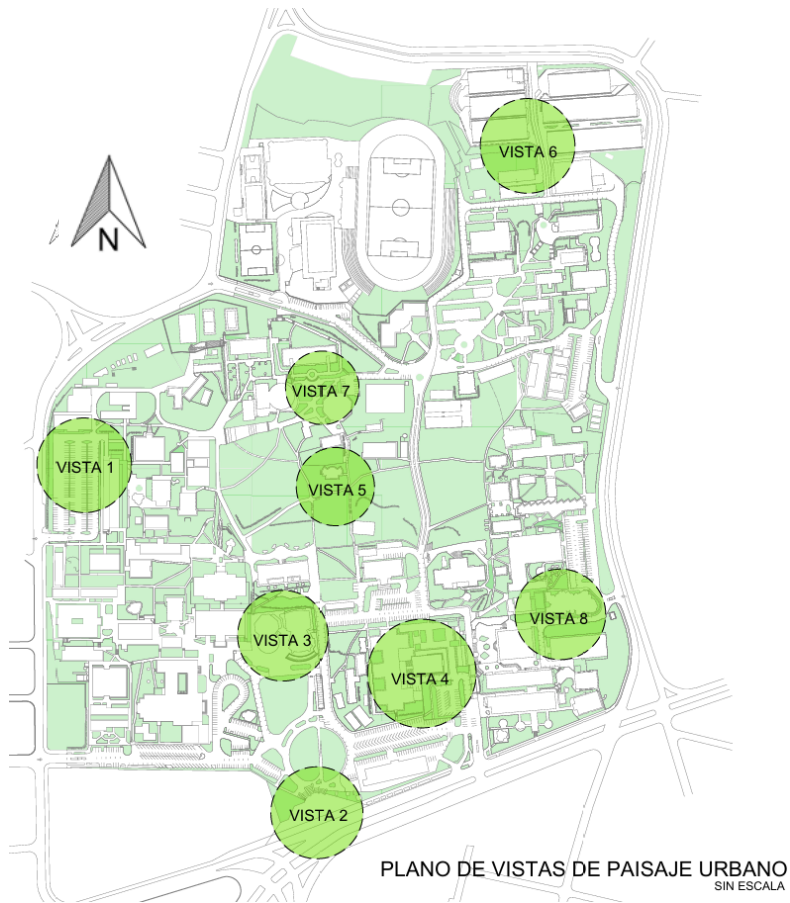 VISTA 6
N
VISTA 7
VISTA 1
VISTA 5
VISTA 8
VISTA 3
VISTA 4
VISTA 2
PLANO DE VISTAS DE PAISAJE URBANO
SIN ESCALA